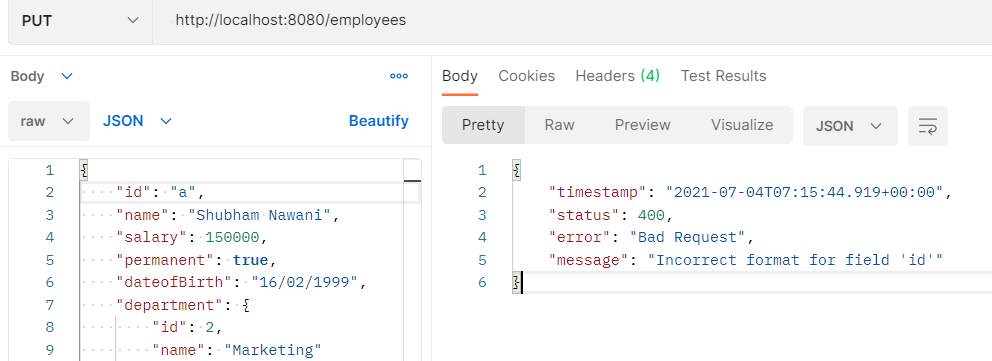 PUT http://localhost:8080/employees
Body
raw JSON Beautify
1 {
2 "id": "a",
3 "name": "Shubham Nawani",
4 "salary": 150000,
5 "permanent": true,
6 "dateofBirth": "16/02/1999",
7 "department": {
8 "id": 2,
9 "name": "Marketing"
Body Cookies Headers (4) Test Results
Pretty Raw Preview Visualize JSON
1 {
2 "timestamp": "2021-07-04T07:15:44.919+00:00",
3 "status": 400,
4 "error": "Bad Request",
5 "message": "Incorrect format for field 'id'"
6 }